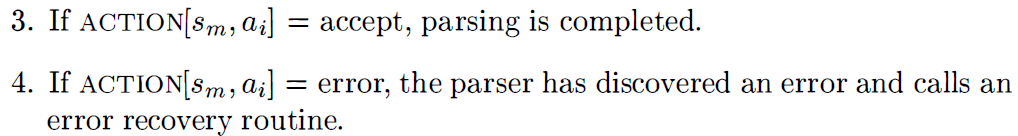 3. If ACTION[sm, ai] = accept, parsing is completed.
4. If ACTION[sm, ai] = error, the parser has discovered an error and calls an
error recovery routine.